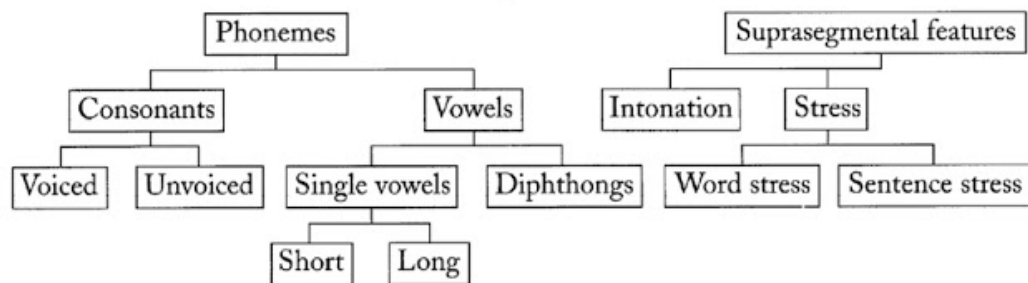 Phonemes Suprasegmental features
Consonants Vowels Intonation Stress
Voiced Unvoiced Single vowels Diphthongs Word stress Sentence stress
Short Long